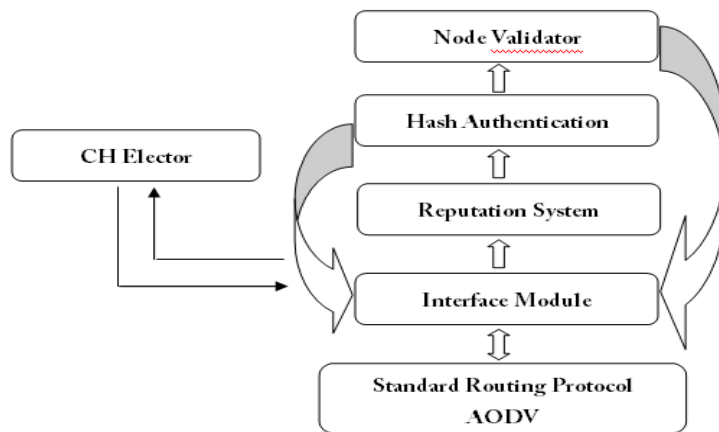 Node Validator
Hash Authentication
CH Elector
Reputation System
Interface Module
Standard Routing Protocol
AODV